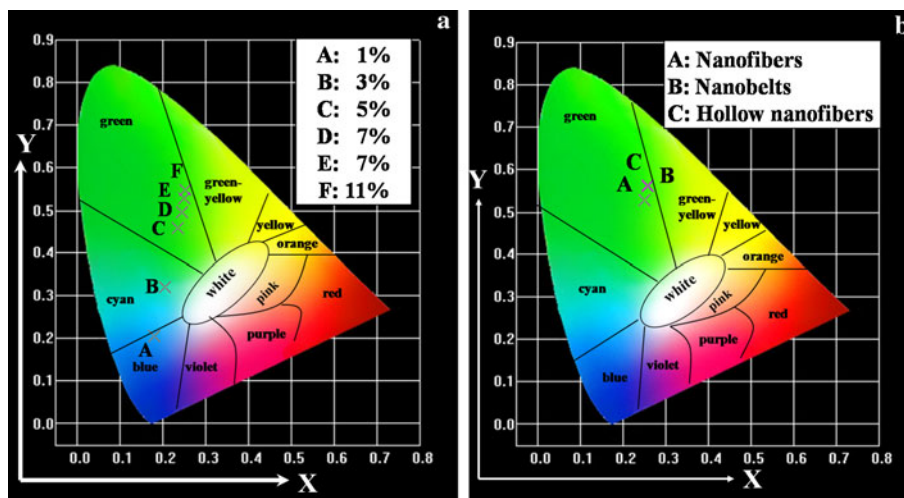 a
A: 1%
B: 3%
C: 5%
D: 7%
E: 7%
F: 11%
0.9
0.8
0.7
0.6
0.5
0.4
0.3
0.2
0.1
0.0
Y
green
F
E
D
C
green-
yellow
yellow
orange
white
pink
red
B
cyan
A
blue
violet
purple
0.0 0.1 0.2 0.3 0.4 0.5 0.6 0.7 0.8
X
b
A: Nanofibers
B: Nanobelts
C: Hollow nanofibers
0.9
0.8
0.7
0.6
0.5
0.4
0.3
0.2
0.1
0.0
Y
green
C
A B
green-
yellow
yellow
orange
white
pink
red
cyan
purple
blue
violet
0.0 0.1 0.2 0.3 0.4 0.5 0.6 0.7 0.8
X